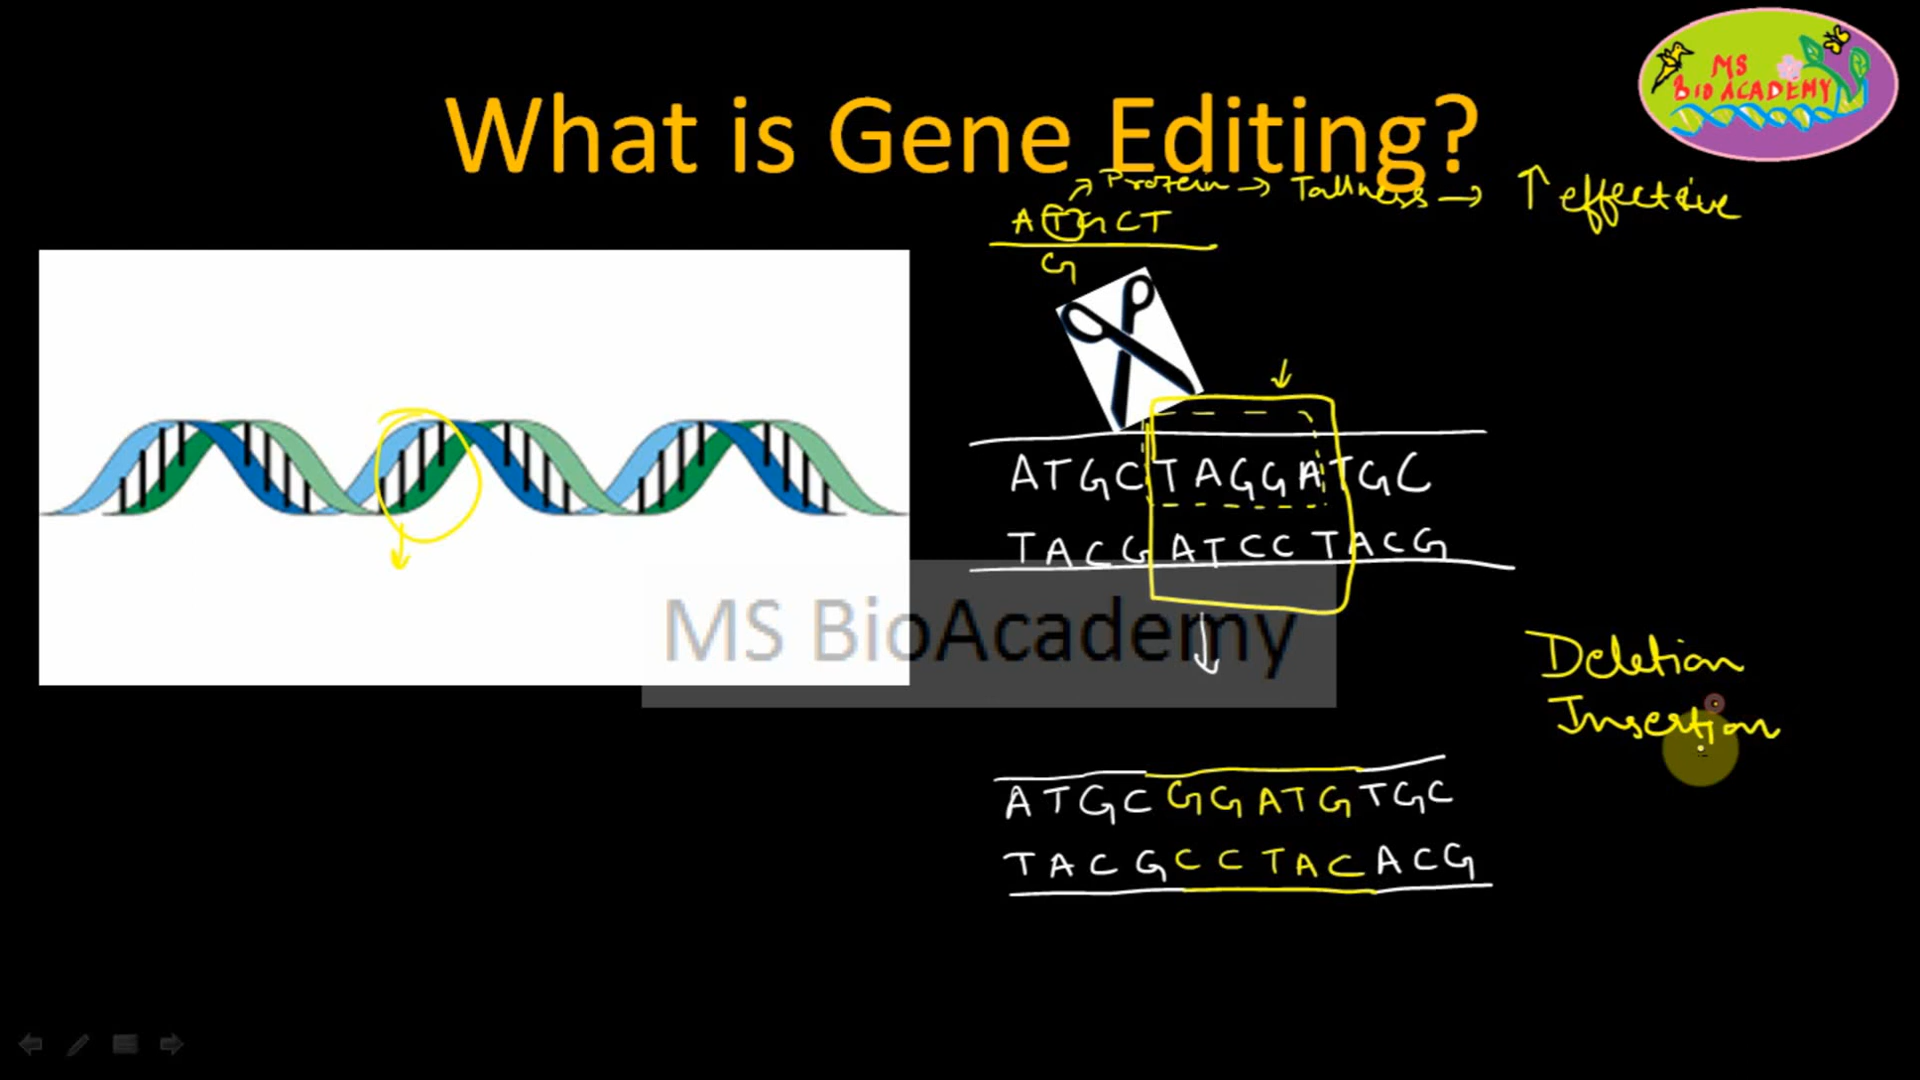 MS
BIO ACADEMY
What is Gene Editing?
Protein → Tallness → ↑ effective
ATGCT
G
ATGCTAGGATGC
TACGATCCTACG
MS BioAcademy
Deletion
Insertion
ATGCGGATGTGC
TACGCCTACACG